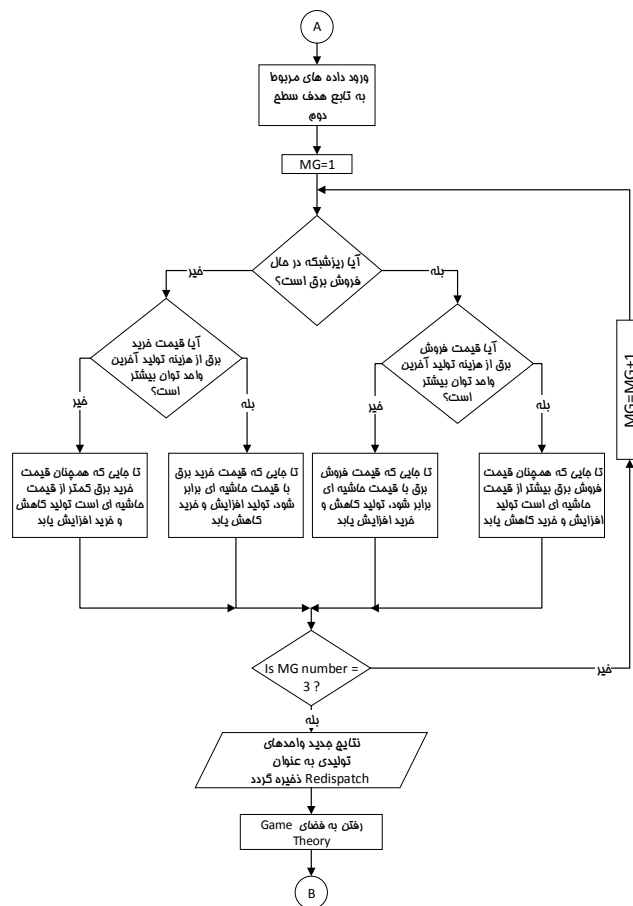 A
ورود داده های مربوط
به تابع هدف سطح
دوم
MG=1
آیا ریزشبکه در حال
فروش برق است؟
خیر
بله
آیا قیمت خرید
برق از هزینه تولید آخرین
واحد توان بیشتر
است؟
آیا قیمت فروش
برق از هزینه تولید آخرین
واحد توان بیشتر
است؟
خیر
بله
خیر
بله
MG=MG+1
تا جایی که همچنان قیمت
خرید برق کمتر از قیمت
حاشیه ای است تولید کاهش
و خرید افزایش یابد
تا جایی که قیمت خرید برق
با قیمت حاشیه ای برابر
شود، تولید افزایش و خرید
کاهش یابد
تا جایی که قیمت فروش
برق با قیمت حاشیه ای
برابر شود، تولید کاهش و
خرید افزایش یابد
تا جایی که همچنان قیمت
فروش برق بیشتر از قیمت
حاشیه ای است تولید
افزایش و خرید کاهش یابد
Is MG number =
3 ?
خیر
بله
نتایج جدید واحدهای
تولیدی به عنوان
Redispatch ذخیره گردد
رفتن به فضای Game
Theory
B